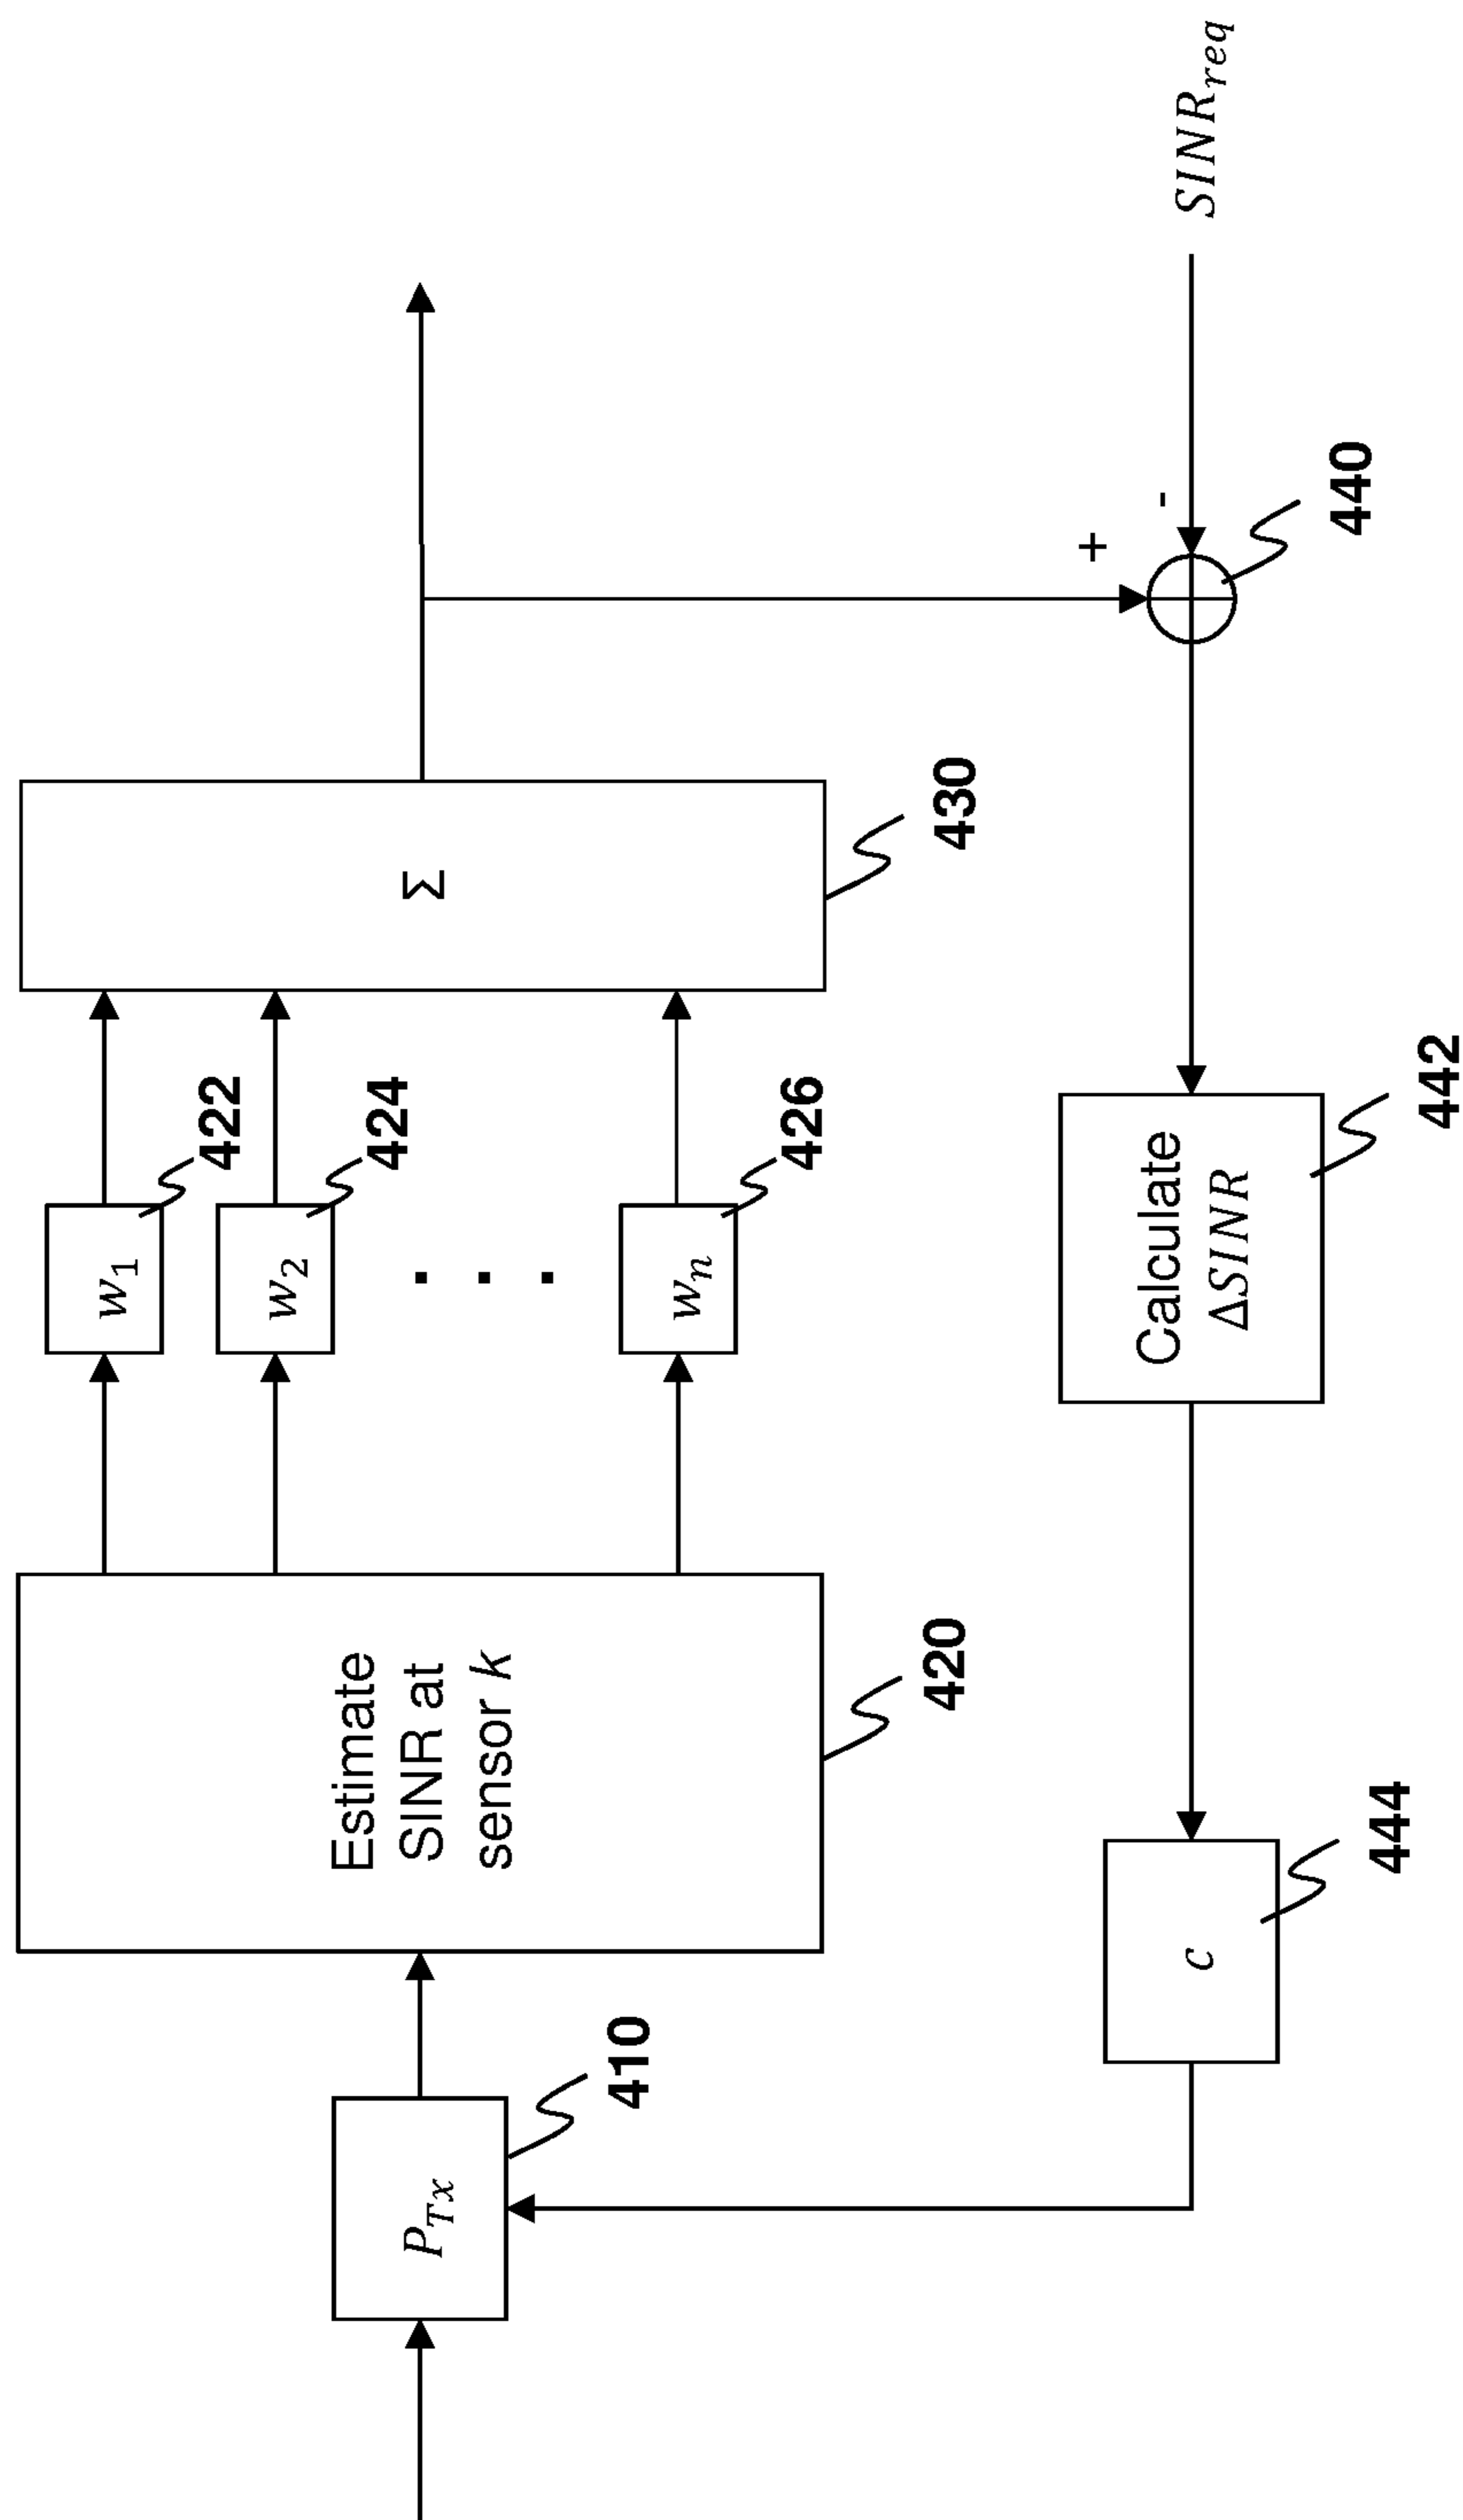 P_Tx
410
Estimate
SINR at
sensor k
420
w_1
422
w_2
424
. . .
w_n
426
Σ
430
+
-
440
SINR_req
Calculate
ΔSINR
442
c
444